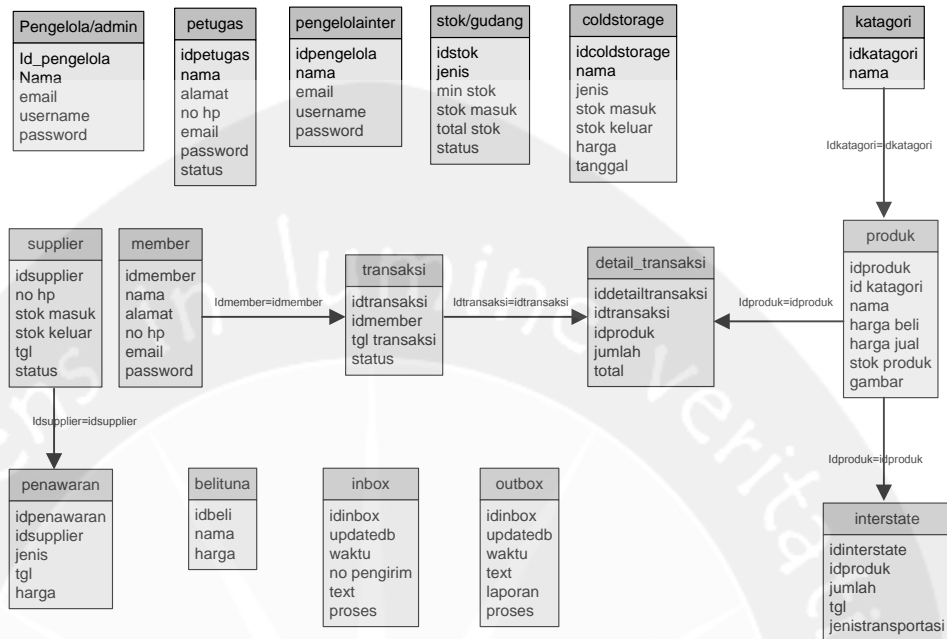 Pengelola/admin
Id_pengelola
Nama
email
username
password
petugas
idpetugas
nama
alamat
no hp
email
password
status
pengelolainter
idpengelola
nama
email
username
password
stok/gudang
idstok
jenis
min stok
stok masuk
total stok
status
coldstorage
idcoldstorage
nama
jenis
stok masuk
stok keluar
harga
tanggal
katagori
idkatagori
nama
Idkatagori=idkatagori
supplier
idsupplier
no hp
stok masuk
stok keluar
tgl
status
member
idmember
nama
alamat
no hp
email
password
Idmember=idmember
transaksi
idtransaksi
idmember
tgl transaksi
status
Idtransaksi=idtransaksi
detail_transaksi
iddetailtransaksi
idtransaksi
idproduk
jumlah
total
Idproduk=idproduk
produk
idproduk
id katagori
nama
harga beli
harga jual
stok produk
gambar
Idsupplier=idsupplier
Idproduk=idproduk
penawaran
idpenawaran
idsupplier
jenis
tgl
harga
belituna
idbeli
nama
harga
inbox
idinbox
updatedb
waktu
no pengirim
text
proses
outbox
idinbox
updatedb
waktu
text
laporan
proses
interstate
idinterstate
idproduk
jumlah
tgl
jenistransportasi
in lumine verita